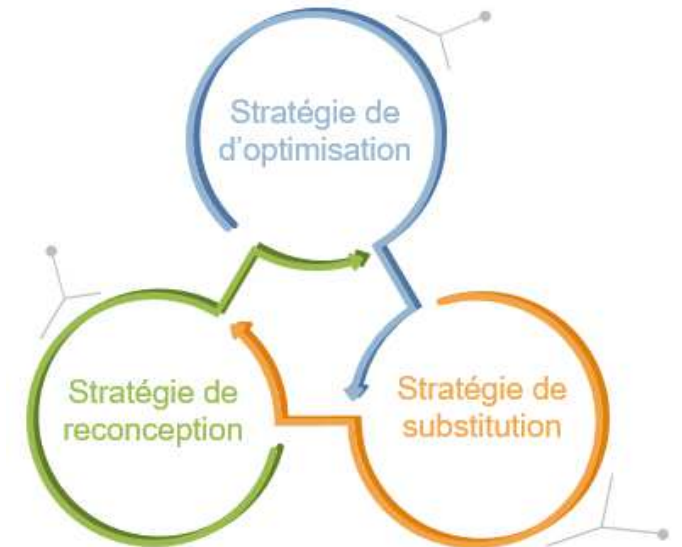 Stratégie de
d'optimisation
Stratégie de
reconception
Stratégie de
substitution